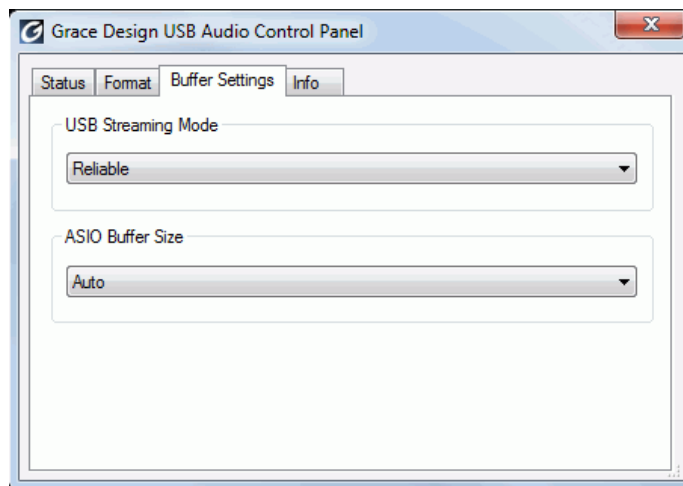 Grace Design USB Audio Control Panel
Status Format Buffer Settings Info
USB Streaming Mode
Reliable
ASIO Buffer Size
Auto